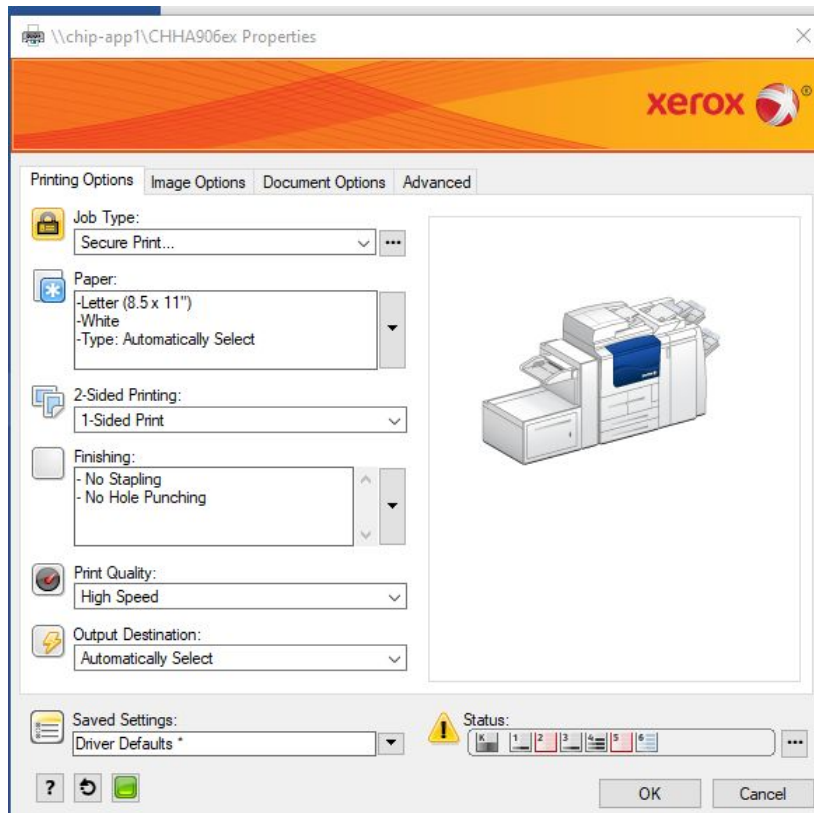 \\chip-app1\CHHA906ex Properties
xerox ®
Printing Options Image Options Document Options Advanced
Job Type:
Secure Print...
Paper:
-Letter (8.5 x 11")
-White
-Type: Automatically Select
2-Sided Printing:
1-Sided Print
Finishing:
- No Stapling
- No Hole Punching
Print Quality:
High Speed
Output Destination:
Automatically Select
Saved Settings:
Driver Defaults *
Status:
K 1 2 3 4 5 6
?
OK Cancel